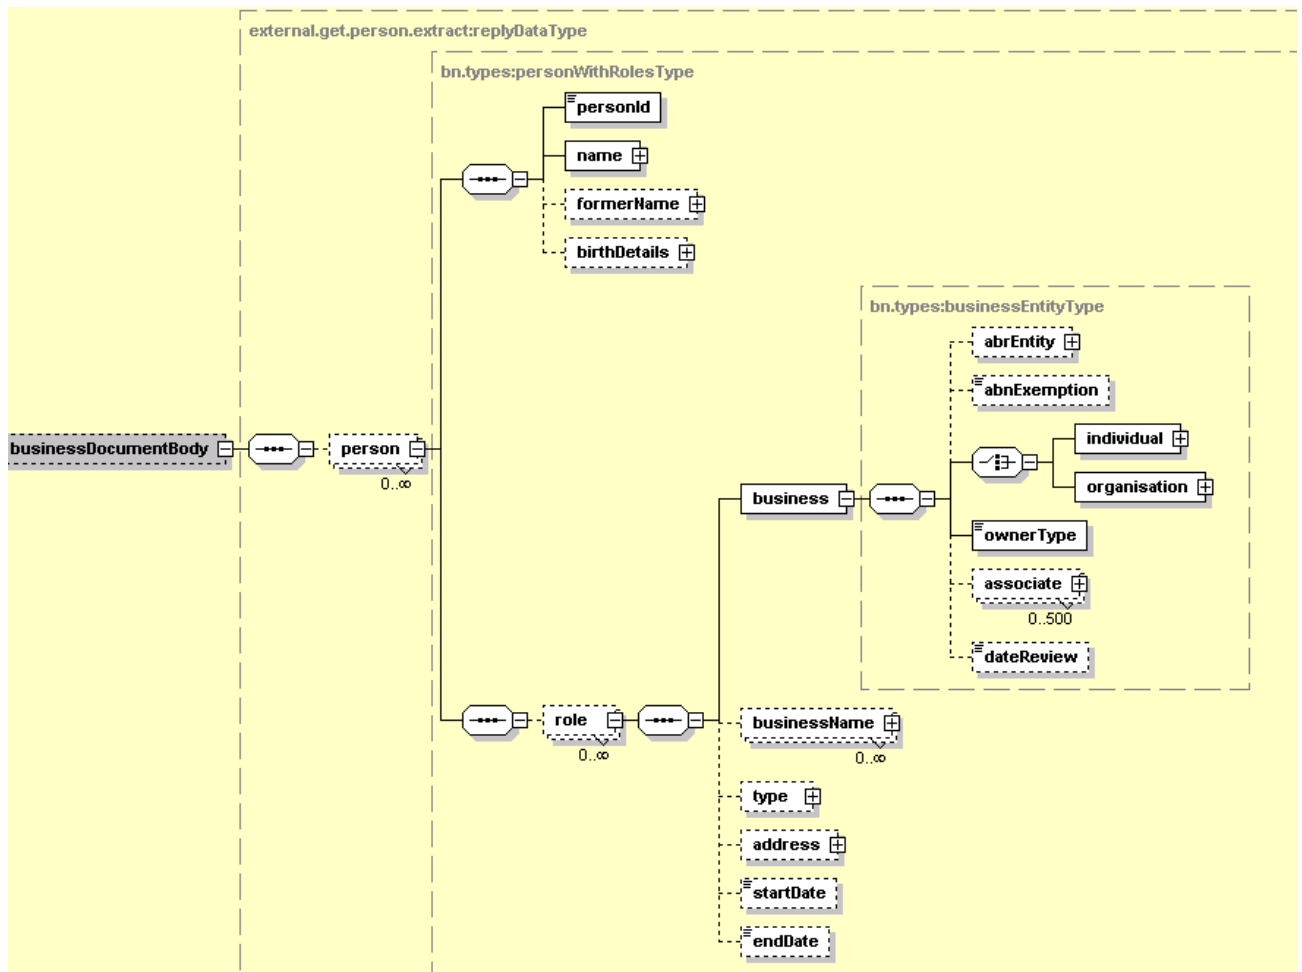 external.get.person.extract:replyDataType
bn.types:personWithRolesType
personId
name
formerName
birthDetails
bn.types:businessEntityType
abrEntity
abnExemption
individual
businessDocumentBody
person
0..∞
organisation
business
ownerType
associate
0..500
dateReview
role
0..∞
businessName
0..∞
type
address
startDate
endDate